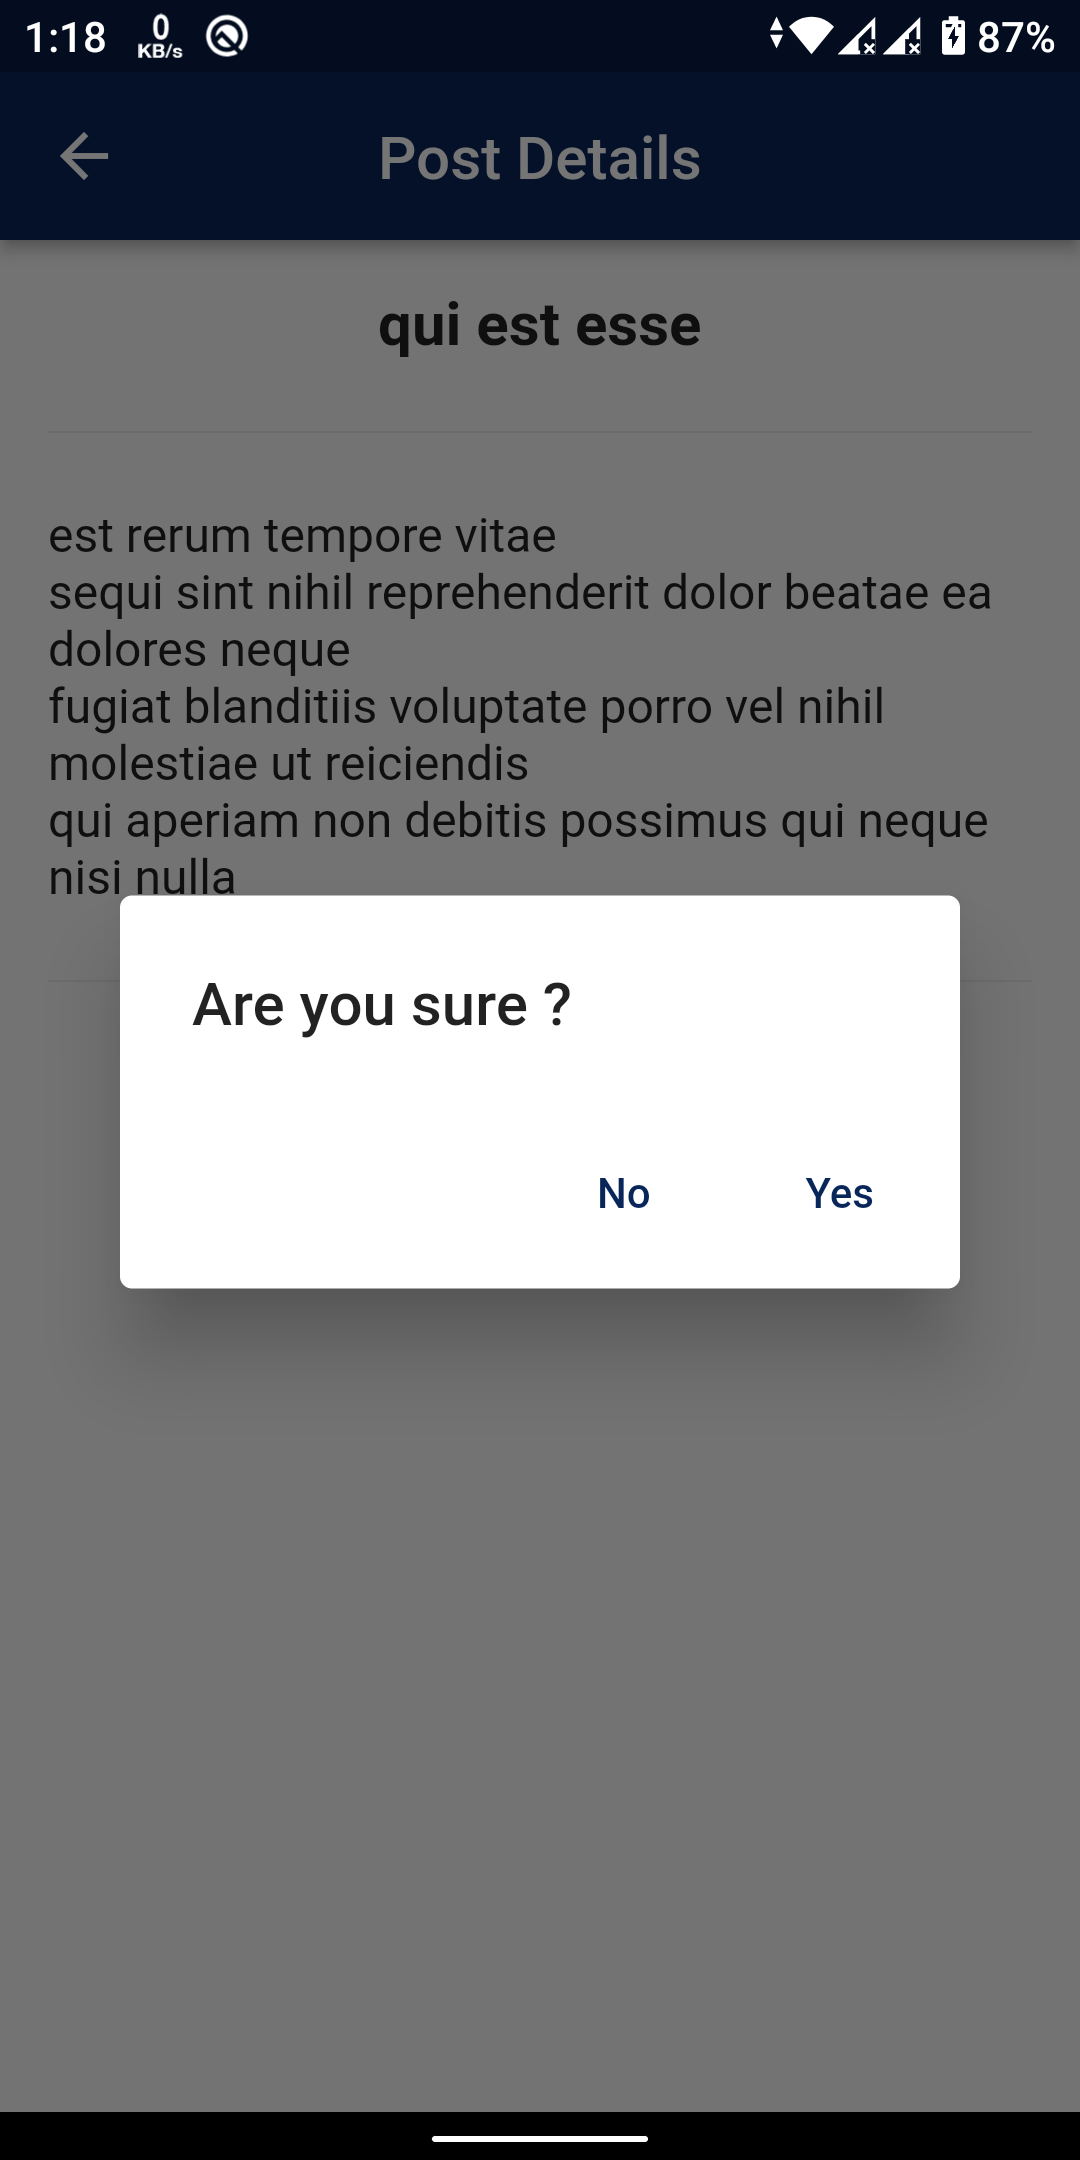 1:18 0 KB/s 87%
Post Details
qui est esse
est rerum tempore vitae
sequi sint nihil reprehenderit dolor beatae ea
dolores neque
fugiat blanditiis voluptate porro vel nihil
molestiae ut reiciendis
qui aperiam non debitis possimus qui neque
nisi nulla
Are you sure ?
No Yes